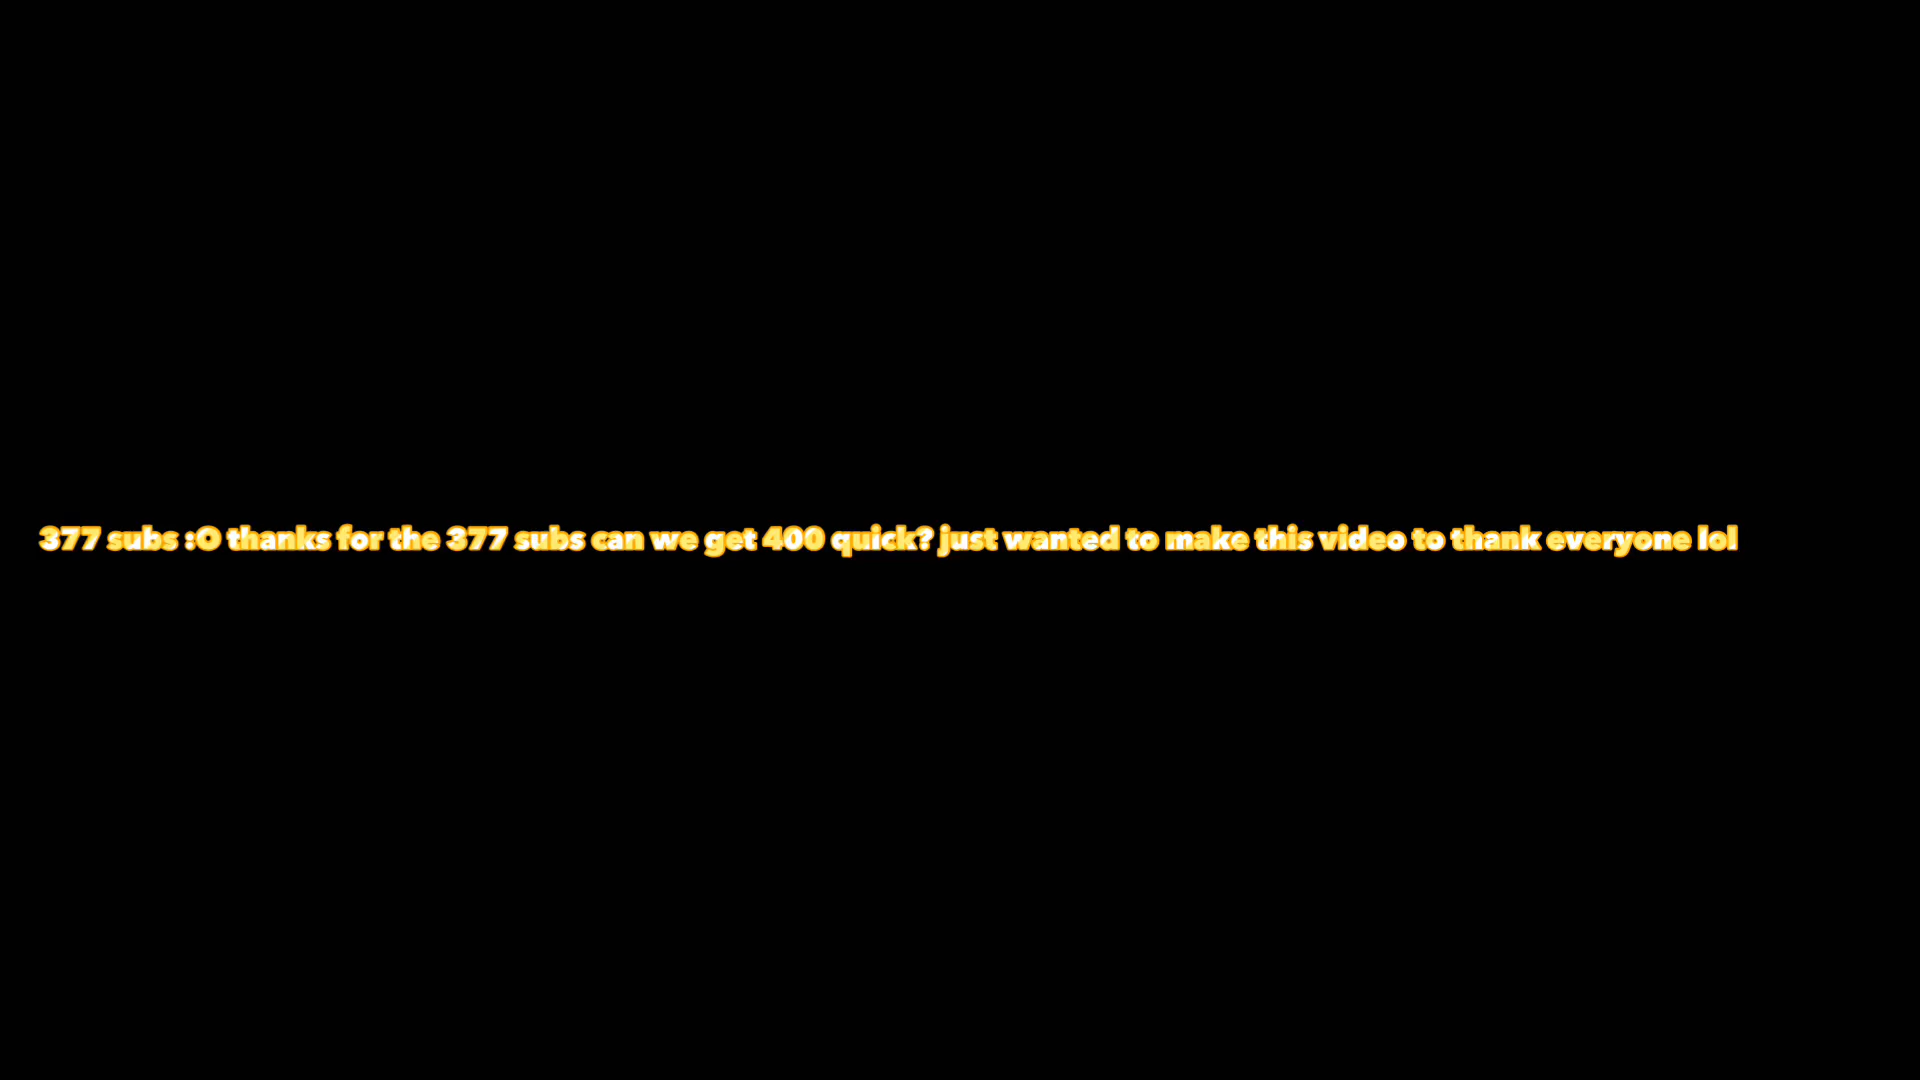 377 subs :O thanks for the 377 subs can we get 400 quick? just wanted to make this video to thank everyone lol